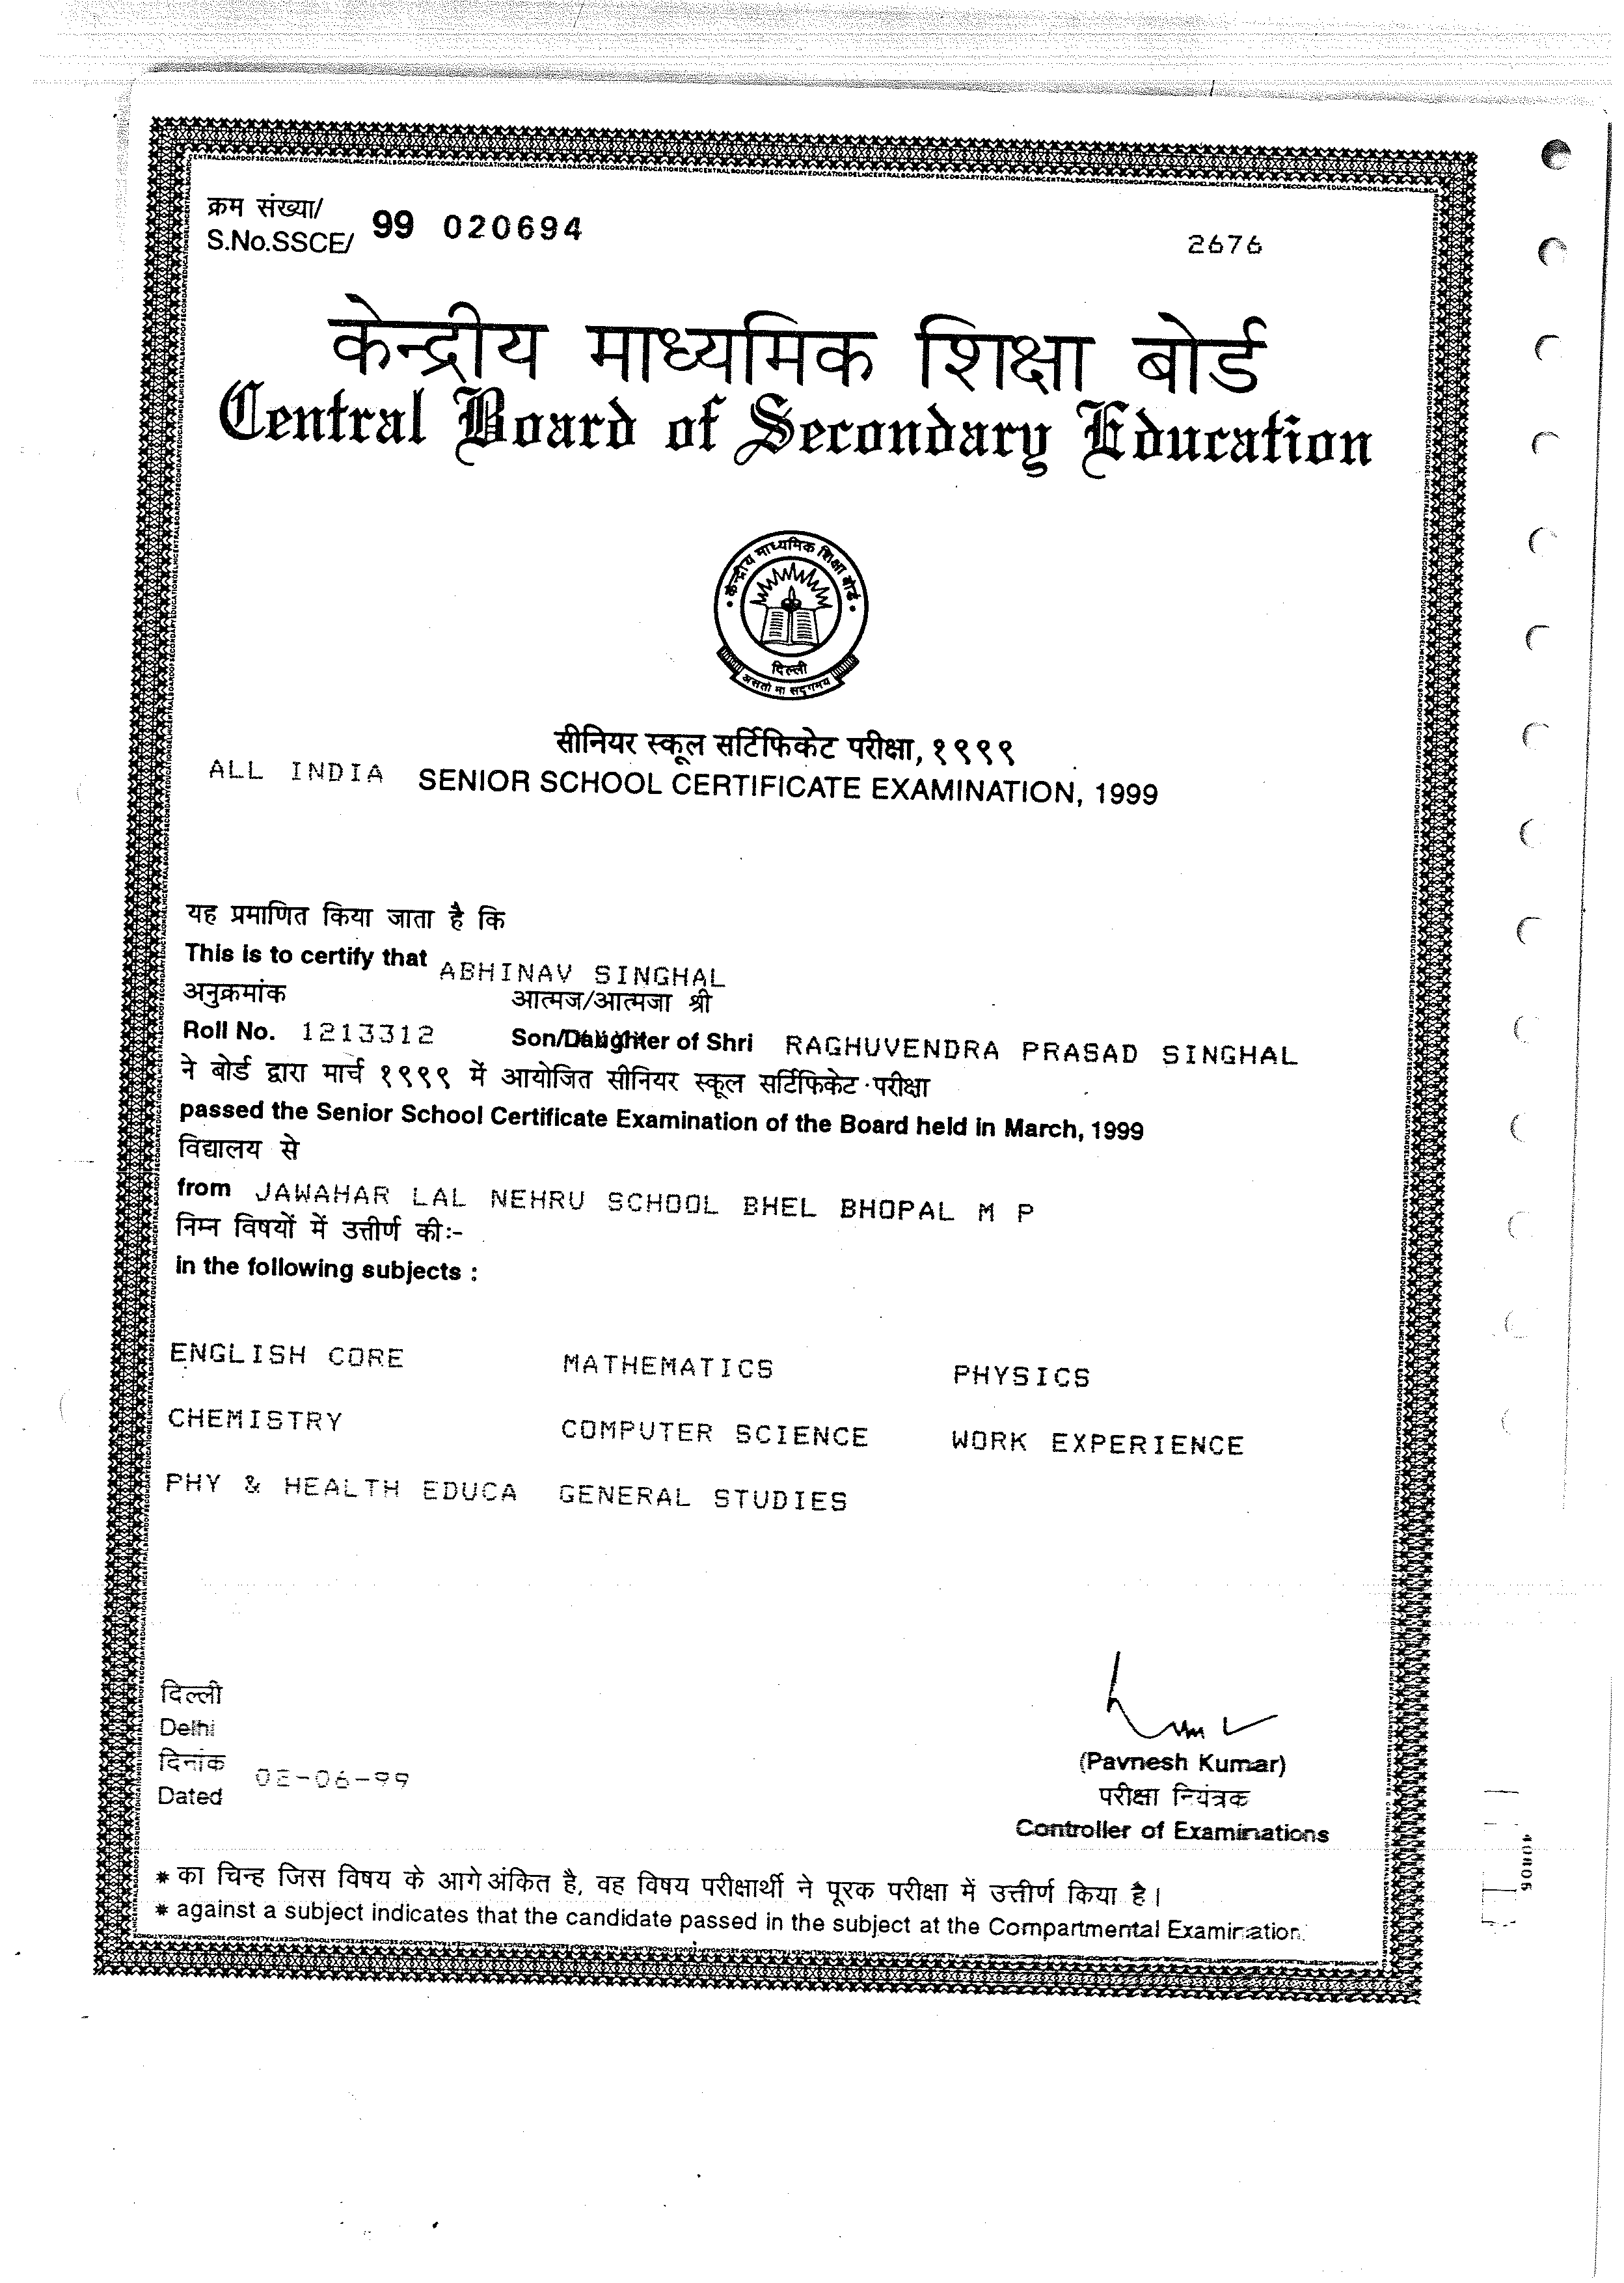 क्रम संख्या/
S.No.SSCE/ 99 020694
2676
केन्द्रीय माध्यमिक शिक्षा बोर्ड
Central Board of Secondary Education
केन्द्रीय माध्यमिक शिक्षा बोर्ड
दिल्ली
असतो मा सद्गमय
सीनियर स्कूल सर्टिफिकेट परीक्षा, १९९९
ALL INDIA SENIOR SCHOOL CERTIFICATE EXAMINATION, 1999
यह प्रमाणित किया जाता है कि
This is to certify that ABHINAV SINGHAL
अनुक्रमांक आत्मज/आत्मजा श्री
Roll No. 1213312 Son/Daughter of Shri RAGHUVENDRA PRASAD SINGHAL
ने बोर्ड द्वारा मार्च १९९९ में आयोजित सीनियर स्कूल सर्टिफिकेट परीक्षा
passed the Senior School Certificate Examination of the Board held in March, 1999
विद्यालय से
from JAWAHAR LAL NEHRU SCHOOL BHEL BHOPAL M P
निम्न विषयों में उत्तीर्ण की:-
in the following subjects :
ENGLISH CORE MATHEMATICS PHYSICS
CHEMISTRY COMPUTER SCIENCE WORK EXPERIENCE
PHY & HEALTH EDUCA GENERAL STUDIES
दिल्ली
Delhi
दिनांक
Dated
(Pavnesh Kumar)
परीक्षा नियंत्रक
Controller of Examinations
* का चिन्ह जिस विषय के आगे अंकित है, वह विषय परीक्षार्थी ने पूरक परीक्षा में उत्तीर्ण किया है।
* against a subject indicates that the candidate passed in the subject at the Compartmental Examination.